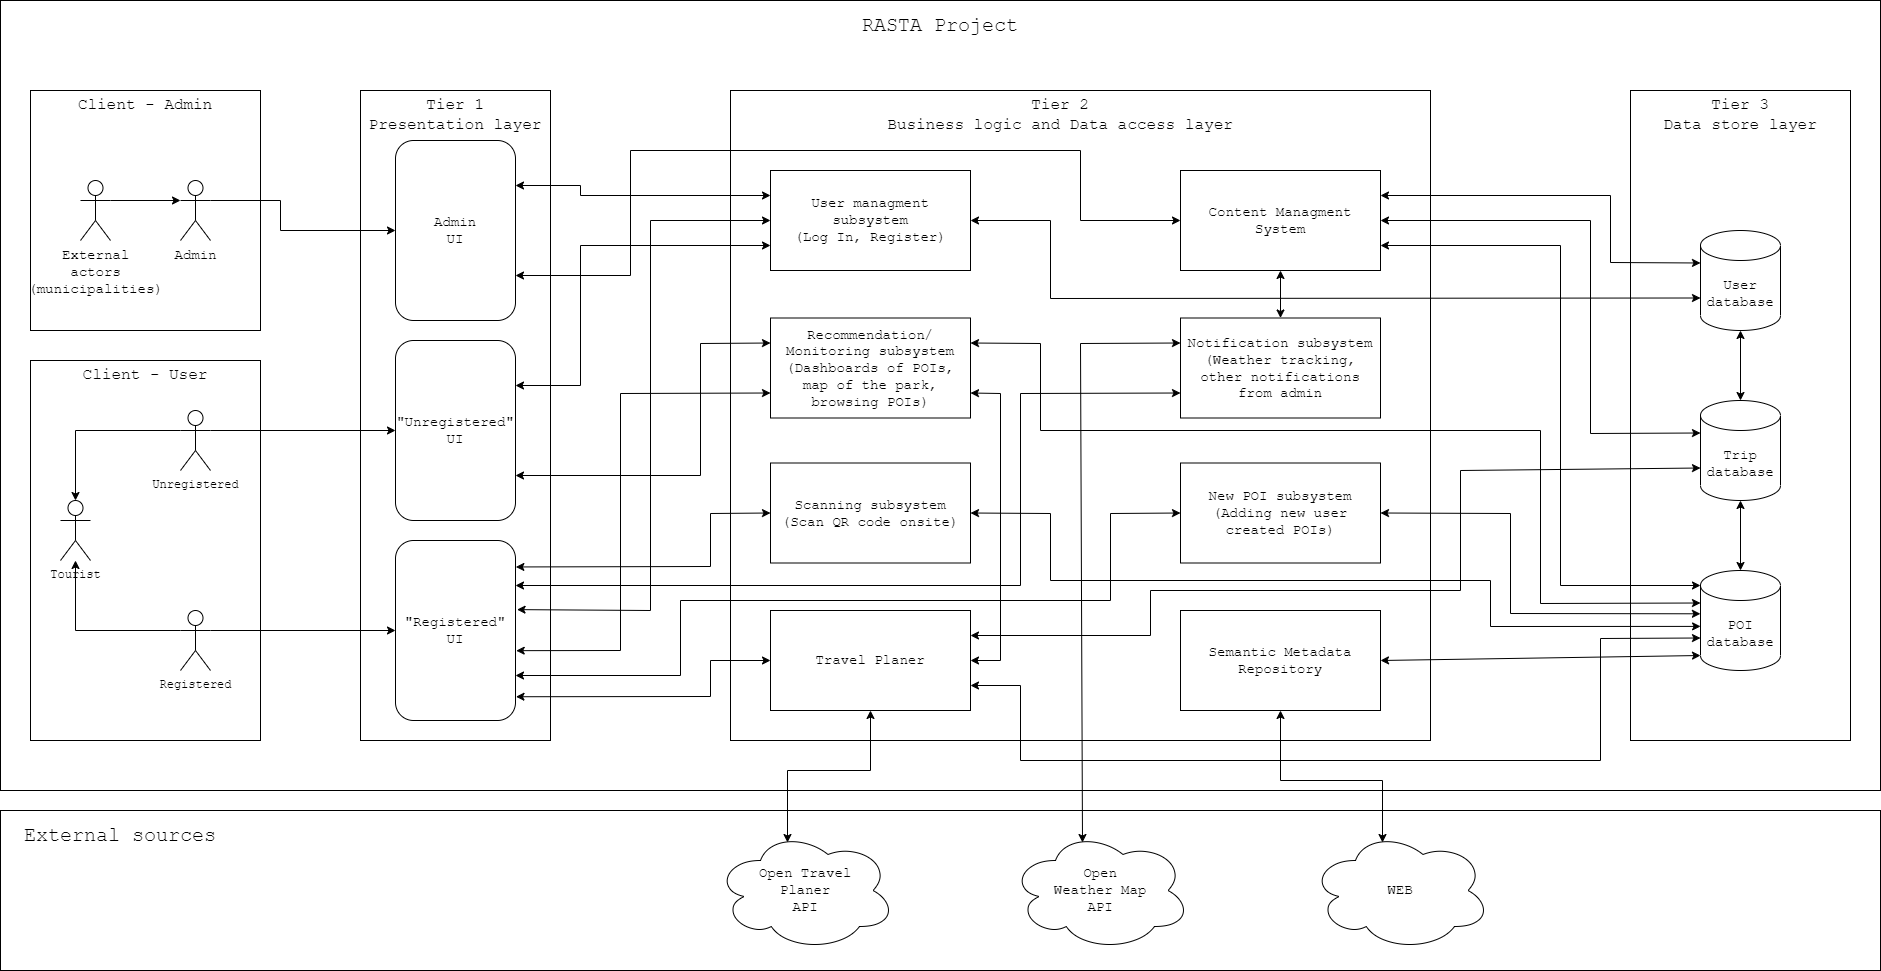 RASTA Project
Client - Admin
External
actors
(municipalities)
Admin
Client - User
Unregistered
Tourist
Registered
Tier 1
Presentation layer
Admin
UI
"Unregistered"
UI
"Registered"
UI
Tier 2
Business logic and Data access layer
User managment
subsystem
(Log In, Register)
Content Managment
System
Recommendation/
Monitoring subsystem
(Dashboards of POIs,
map of the park,
browsing POIs)
Notification subsystem
(Weather tracking,
other notifications
from admin
Scanning subsystem
(Scan QR code onsite)
New POI subsystem
(Adding new user
created POIs)
Travel Planer
Semantic Metadata
Repository
Tier 3
Data store layer
User
database
Trip
database
POI
database
External sources
Open Travel
Planer
API
Open
Weather Map
API
WEB